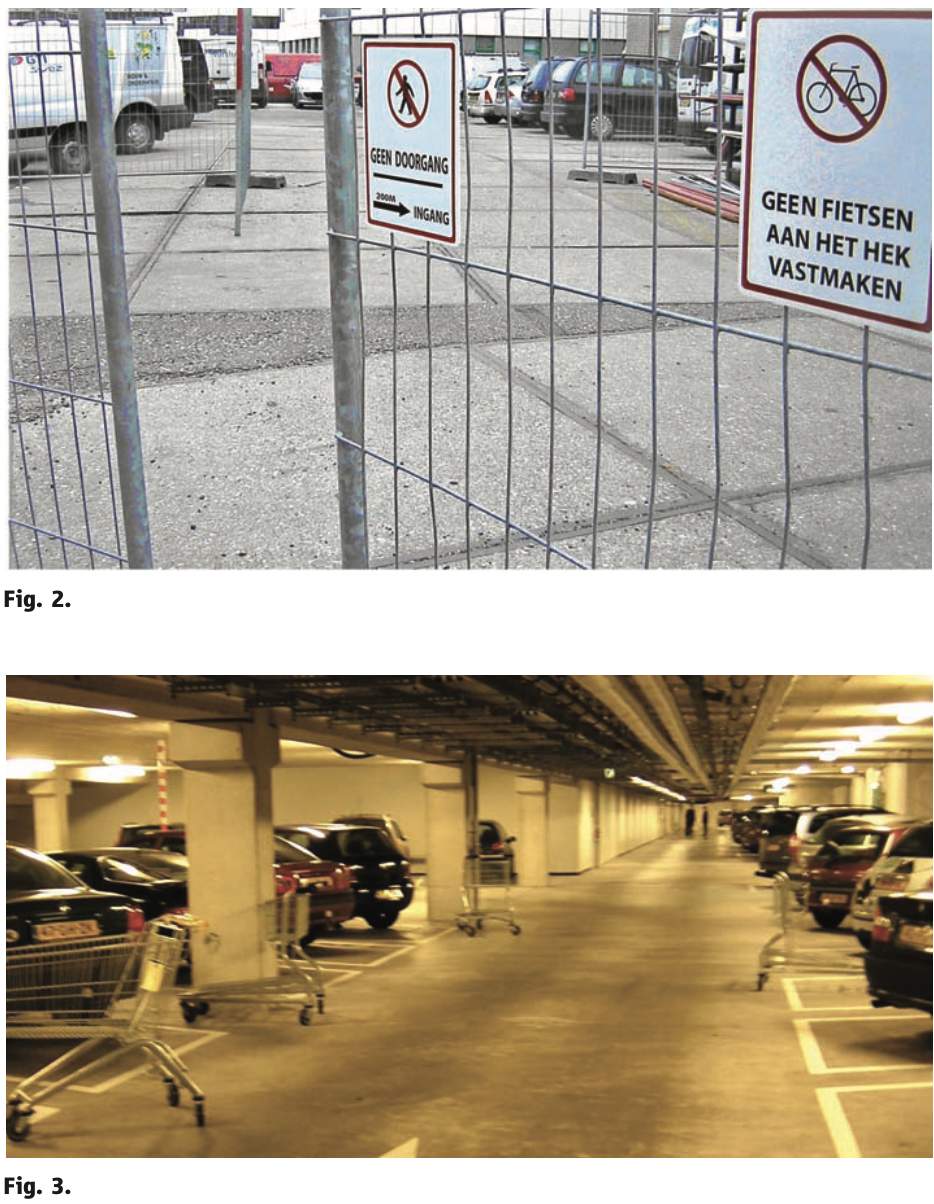 GEEN DOORGANG
200M
INGANG
GEEN FIETSEN
AAN HET HEK
VASTMAKEN
Fig. 2.
Fig. 3.